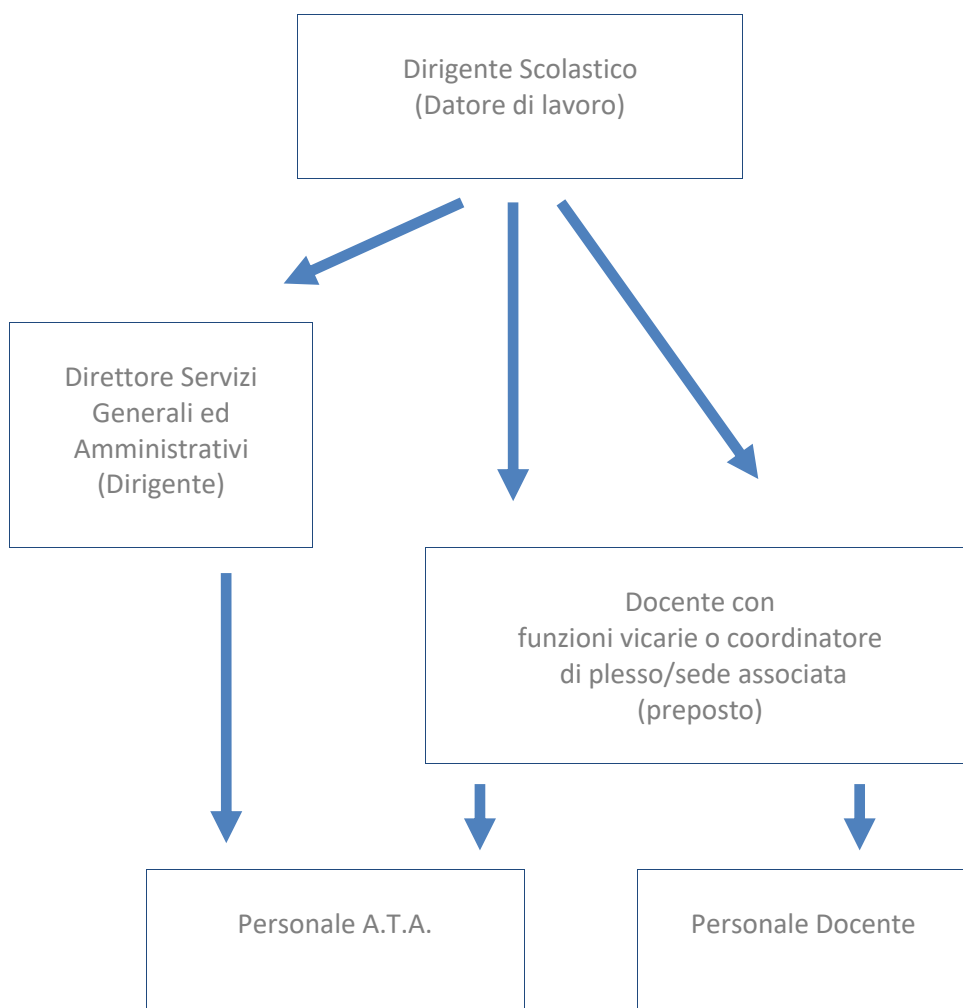 Dirigente Scolastico
(Datore di lavoro)
Direttore Servizi
Generali ed
Amministrativi
(Dirigente)
Docente con
funzioni vicarie o coordinatore
di plesso/sede associata
(preposto)
Personale A.T.A.
Personale Docente